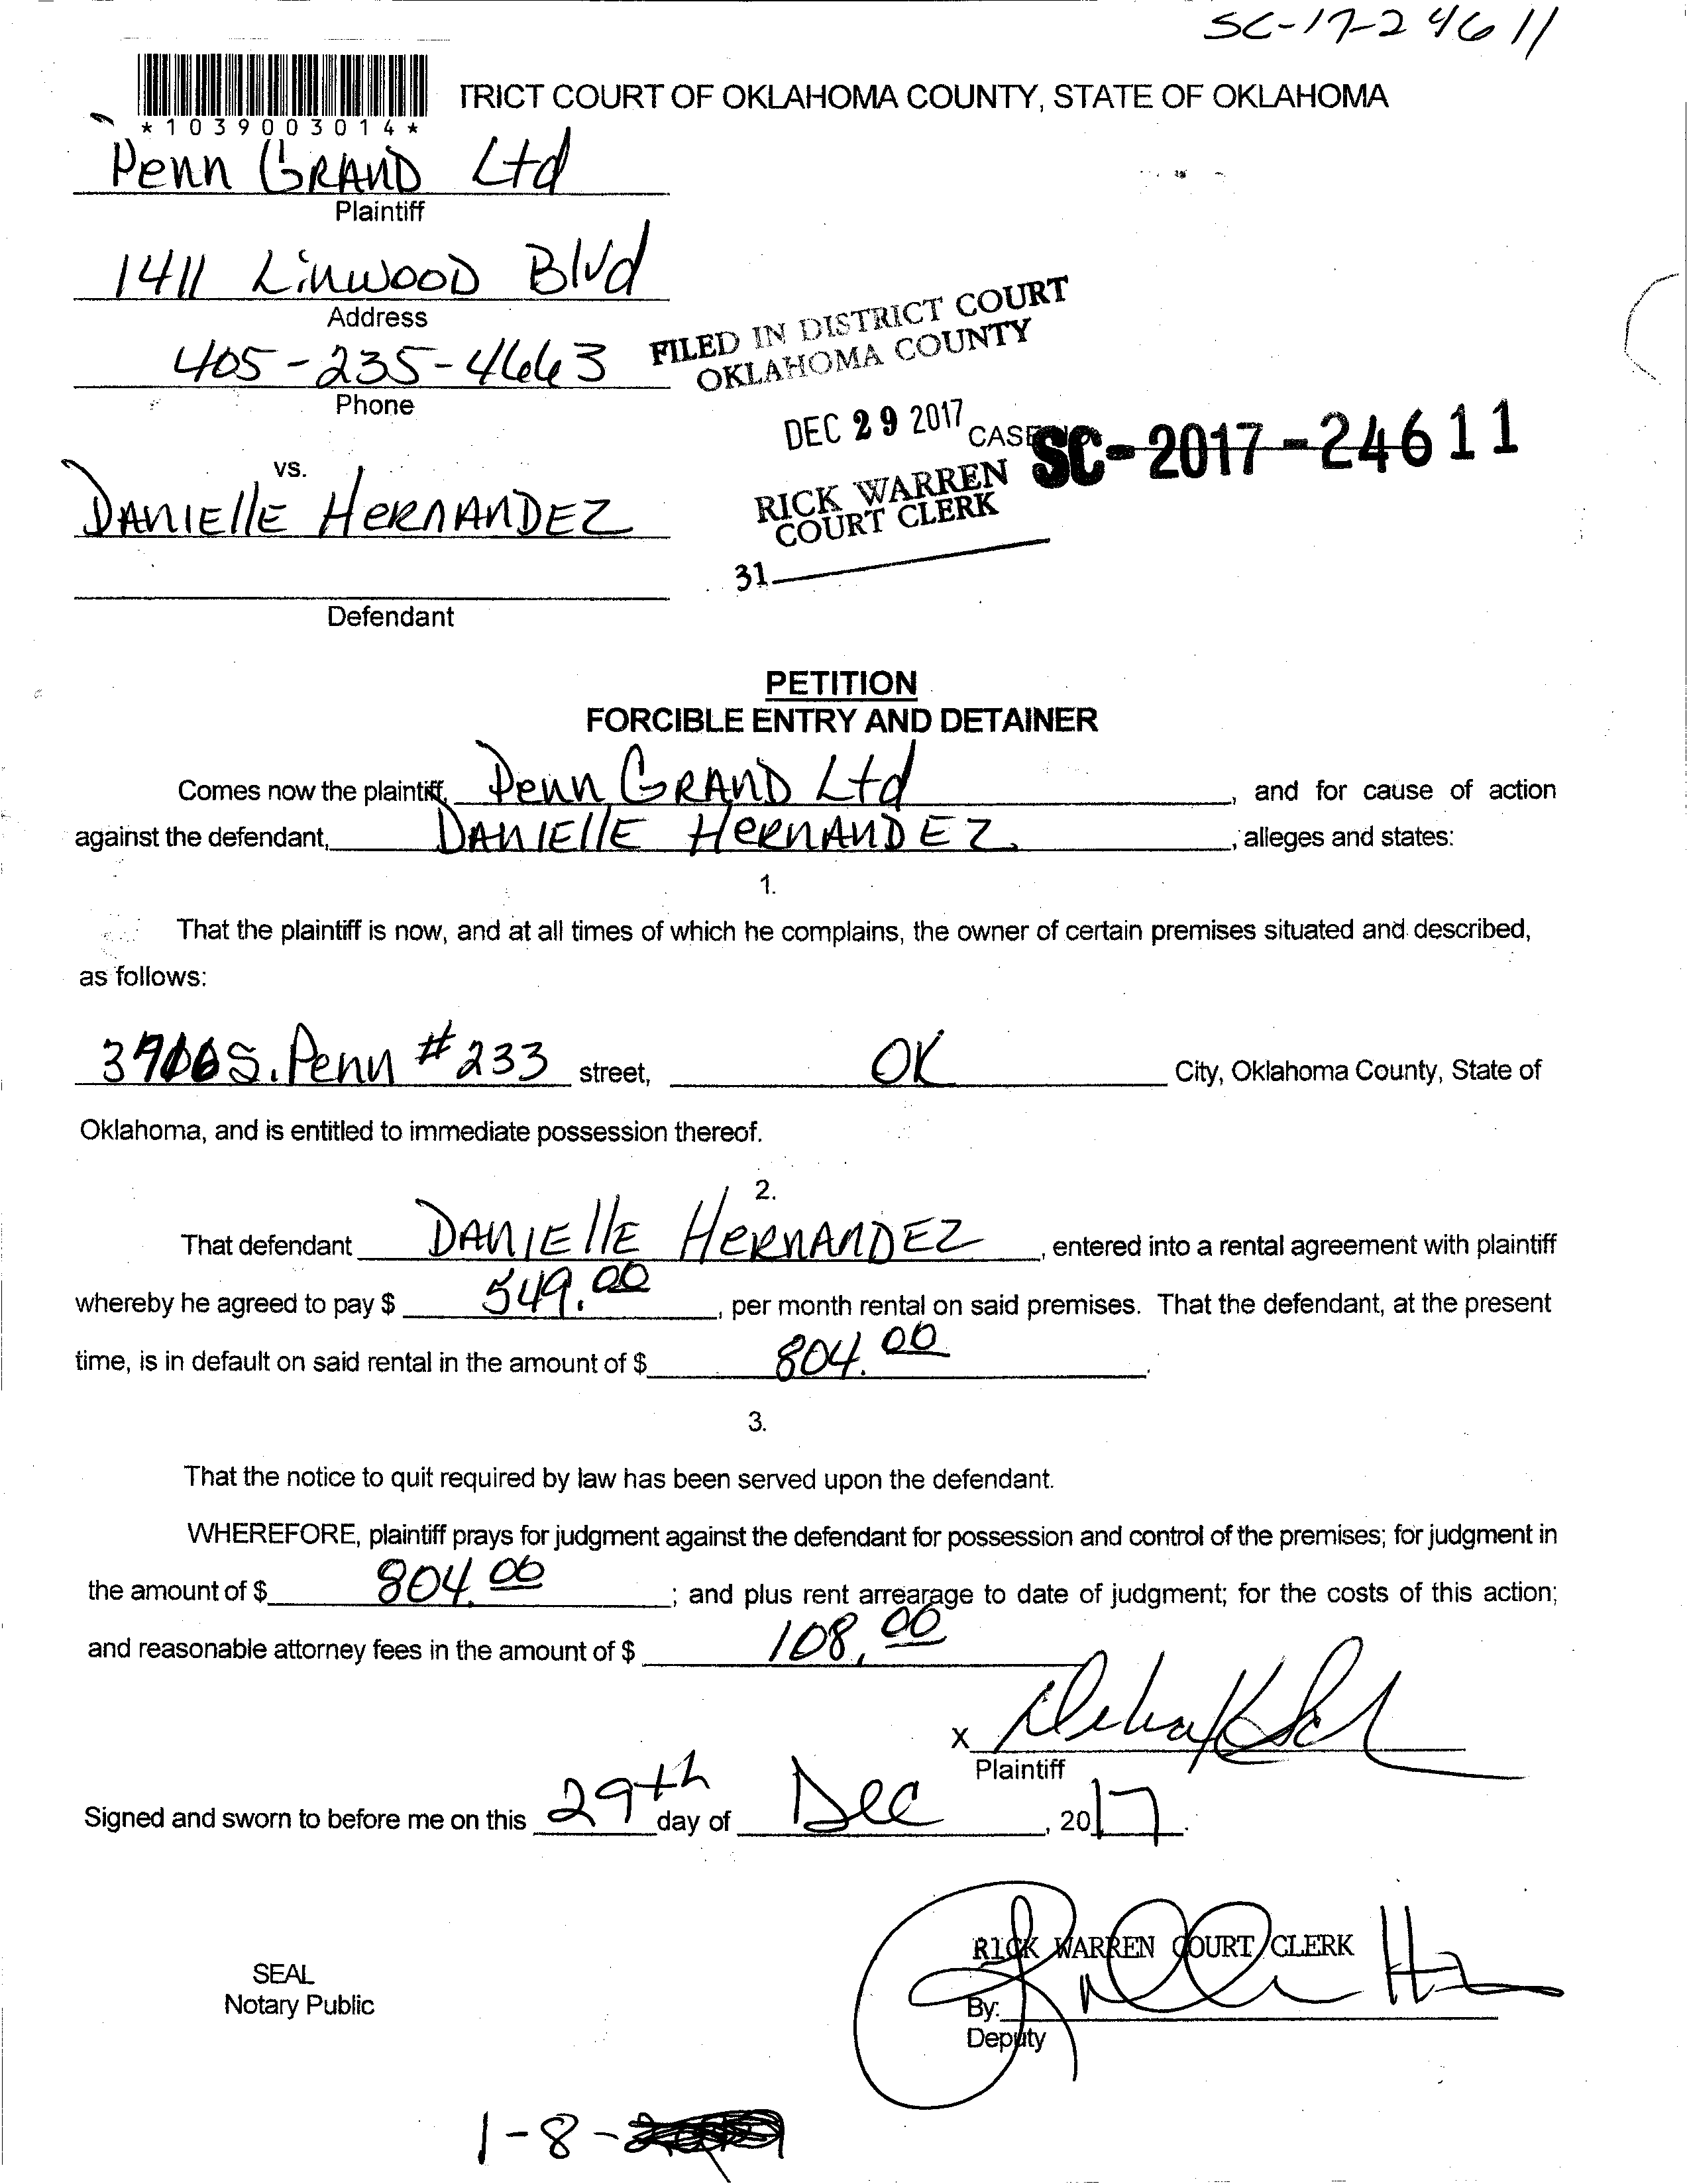 SC-17-24611
TRICT COURT OF OKLAHOMA COUNTY, STATE OF OKLAHOMA
*1039003014*
Penn GRAND Ltd
Plaintiff
1411 LinwooD Blvd
Address
405-235-4663
Phone
FILED IN DISTRICT COURT
OKLAHOMA COUNTY
DEC 29 2017
CASE
SC-2017-24611
RICK WARREN
COURT CLERK
31
vs.
DANIEllE HERNANDEZ
Defendant
PETITION
FORCIBLE ENTRY AND DETAINER
Comes now the plaintiff, Penn GRAND Ltd, and for cause of action
against the defendant, DANIEllE HERNANDEZ, alleges and states:
1.
That the plaintiff is now, and at all times of which he complains, the owner of certain premises situated and described,
as follows:
S. Penn #233 street, OK City, Oklahoma County, State of
Oklahoma, and is entitled to immediate possession thereof.
2.
That defendant DANIEllE HERNANDEZ, entered into a rental agreement with plaintiff
whereby he agreed to pay $ 549.00, per month rental on said premises. That the defendant, at the present
time, is in default on said rental in the amount of $ 804.00.
3.
That the notice to quit required by law has been served upon the defendant.
WHEREFORE, plaintiff prays for judgment against the defendant for possession and control of the premises; for judgment in
the amount of $ 804.00; and plus rent arrearage to date of judgment; for the costs of this action;
and reasonable attorney fees in the amount of $ 108.00
X
Plaintiff
Signed and sworn to before me on this 29th day of Dec, 2017.
RICK WARREN COURT CLERK
SEAL
Notary Public
By:
Deputy
1-8-